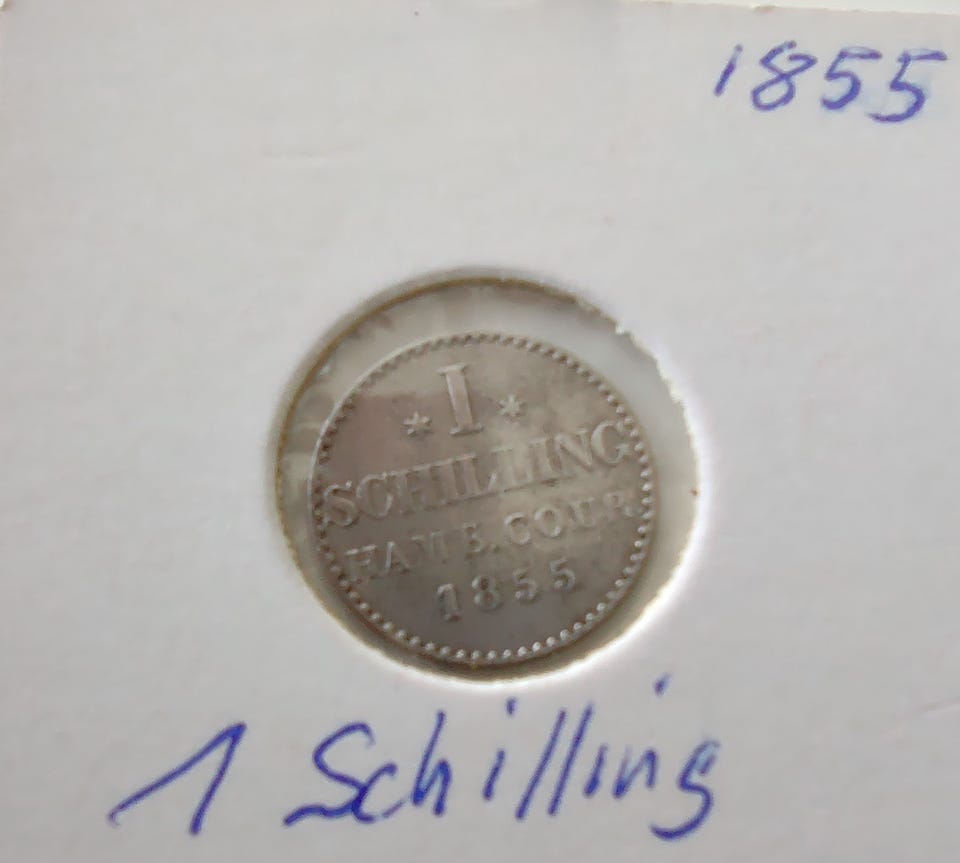 1855
* I *
SCHILLING
HAMB. COUR.
1855
1 Schilling